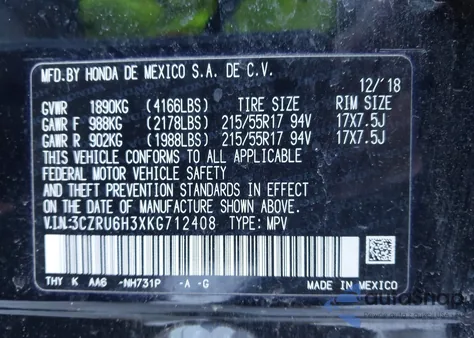 MFD.BY HONDA DE MEXICO S.A. DE C.V.
12/'18
GVWR 1890KG (4166LBS) TIRE SIZE RIM SIZE
GAWR F 988KG (2178LBS) 215/55R17 94V 17X7.5J
GAWR R 902KG (1988LBS) 215/55R17 94V 17X7.5J
THIS VEHICLE CONFORMS TO ALL APPLICABLE
FEDERAL MOTOR VEHICLE SAFETY
AND THEFT PREVENTION STANDARDS IN EFFECT
ON THE DATE OF MANUFACTURE SHOWN ABOVE.
V.I.N:3CZRU6H3XKG712408 TYPE: MPV
THY K AA6 -NH731P -A -G MADE IN MEXICO
autosnap